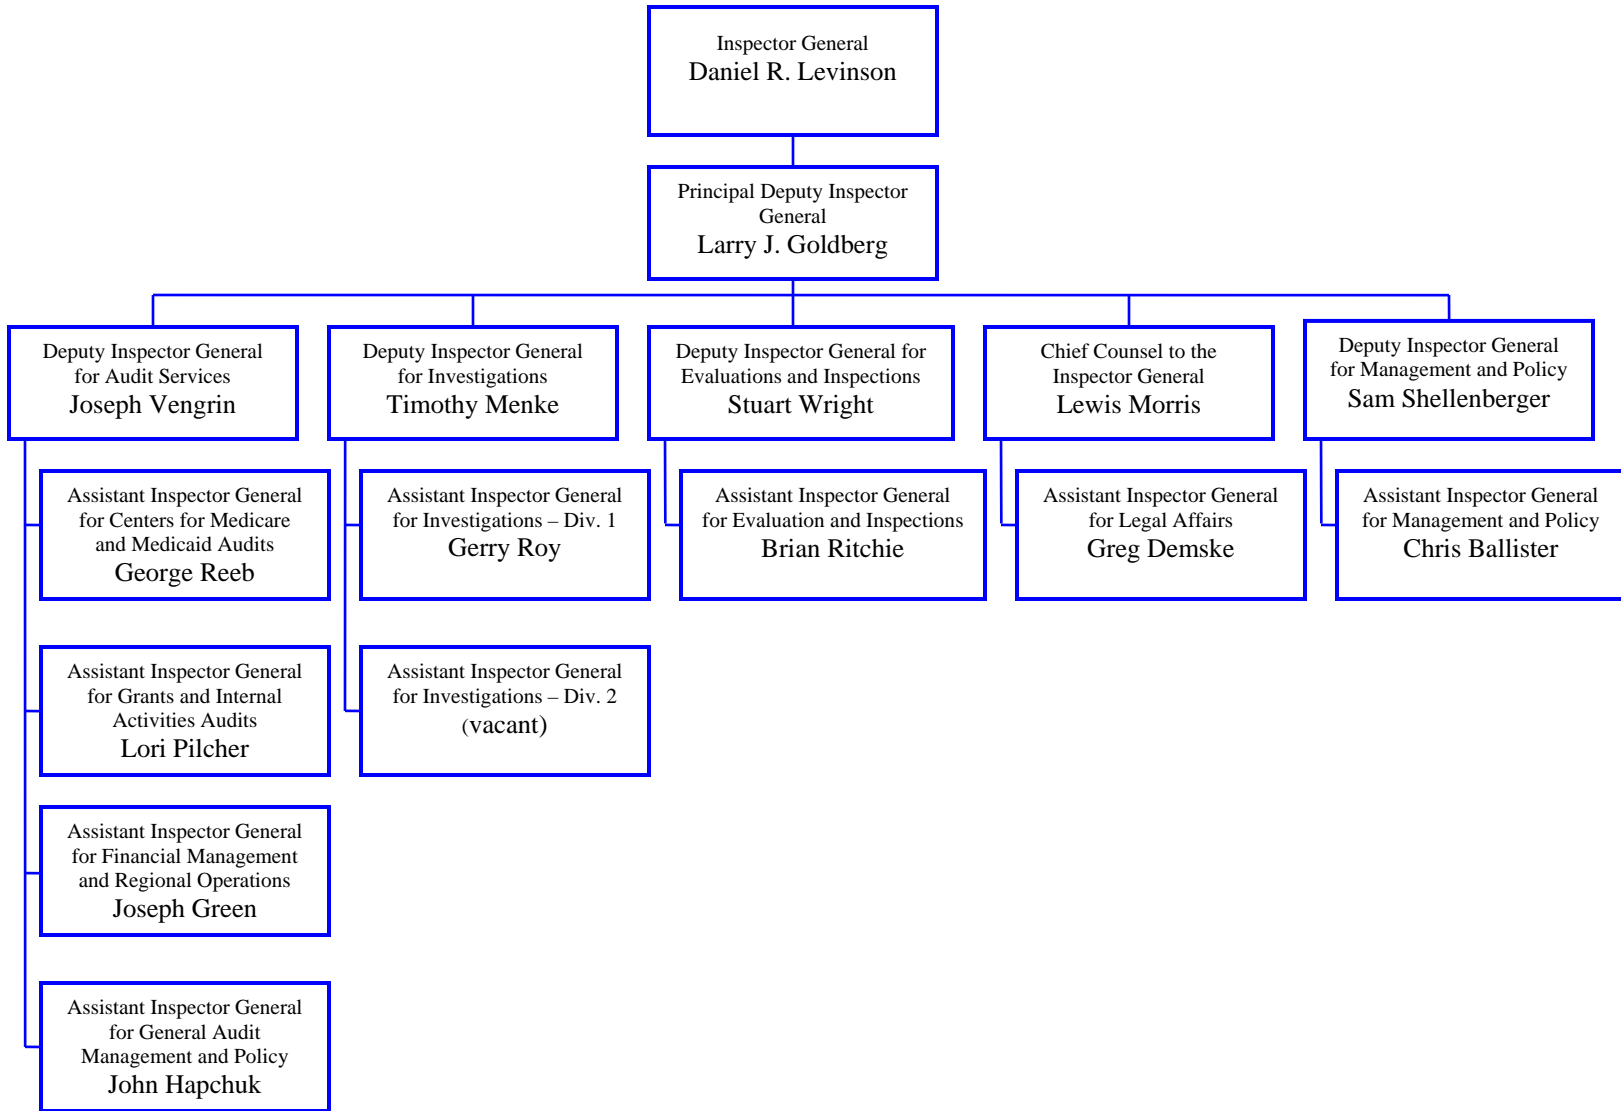 Inspector General
Daniel R. Levinson
Principal Deputy Inspector
General
Larry J. Goldberg
Deputy Inspector General
for Audit Services
Joseph Vengrin
Deputy Inspector General
for Investigations
Timothy Menke
Deputy Inspector General for
Evaluations and Inspections
Stuart Wright
Chief Counsel to the
Inspector General
Lewis Morris
Deputy Inspector General
for Management and Policy
Sam Shellenberger
Assistant Inspector General
for Centers for Medicare
and Medicaid Audits
George Reeb
Assistant Inspector General
for Investigations – Div. 1
Gerry Roy
Assistant Inspector General
for Evaluation and Inspections
Brian Ritchie
Assistant Inspector General
for Legal Affairs
Greg Demske
Assistant Inspector General
for Management and Policy
Chris Ballister
Assistant Inspector General
for Grants and Internal
Activities Audits
Lori Pilcher
Assistant Inspector General
for Investigations – Div. 2
(vacant)
Assistant Inspector General
for Financial Management
and Regional Operations
Joseph Green
Assistant Inspector General
for General Audit
Management and Policy
John Hapchuk